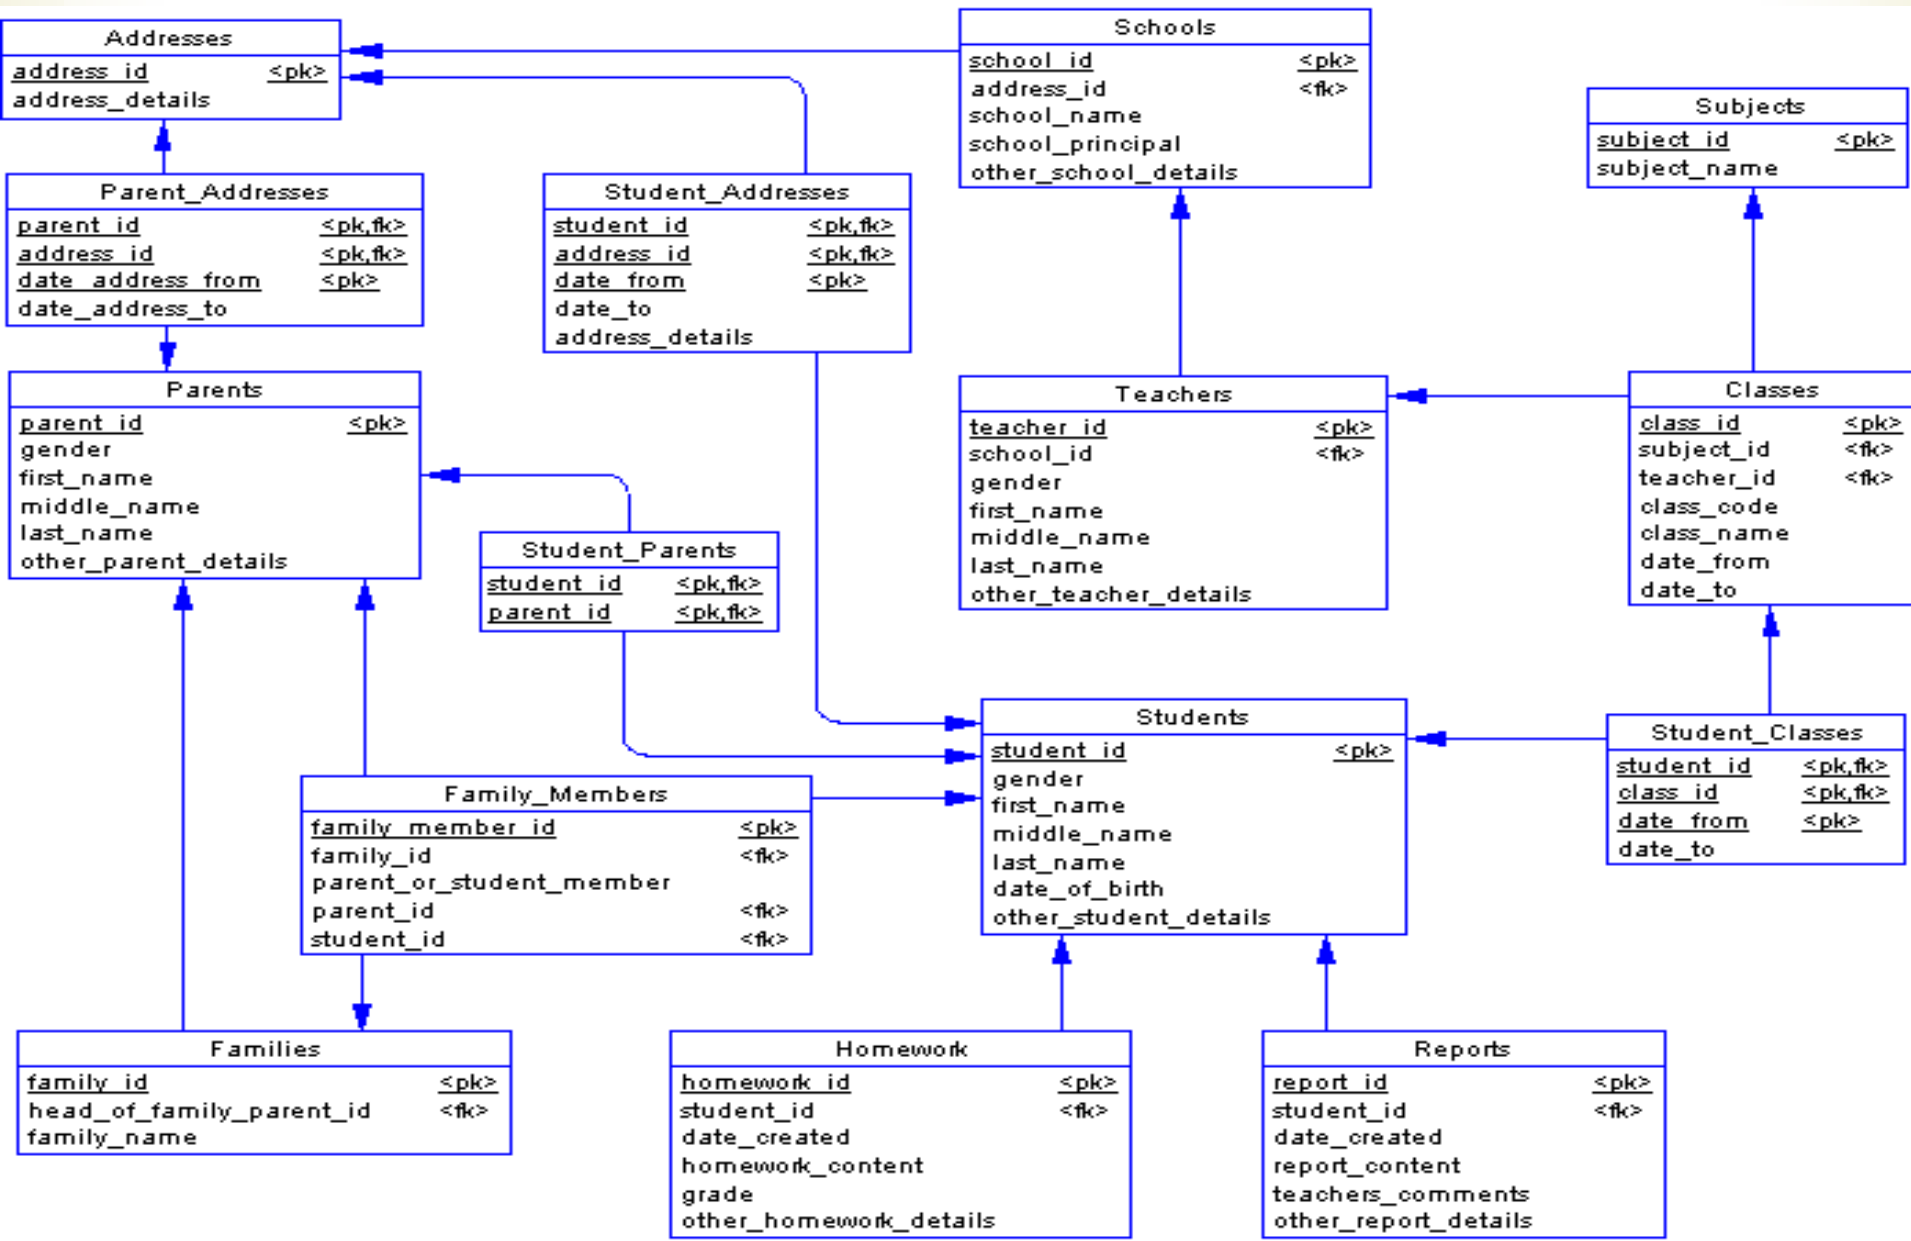 Addresses
address_id <pk>
address_details
Schools
school_id <pk>
address_id <fk>
school_name
school_principal
other_school_details
Subjects
subject_id <pk>
subject_name
Parent_Addresses
parent_id <pk,fk>
address_id <pk,fk>
date_address_from <pk>
date_address_to
Student_Addresses
student_id <pk,fk>
address_id <pk,fk>
date_from <pk>
date_to
address_details
Parents
parent_id <pk>
gender
first_name
middle_name
last_name
other_parent_details
Teachers
teacher_id <pk>
school_id <fk>
gender
first_name
middle_name
last_name
other_teacher_details
Classes
class_id <pk>
subject_id <fk>
teacher_id <fk>
class_code
class_name
date_from
date_to
Student_Parents
student_id <pk,fk>
parent_id <pk,fk>
Students
student_id <pk>
gender
first_name
middle_name
last_name
date_of_birth
other_student_details
Student_Classes
student_id <pk,fk>
class_id <pk,fk>
date_from <pk>
date_to
Family_Members
family_member_id <pk>
family_id <fk>
parent_or_student_member
parent_id <fk>
student_id <fk>
Families
family_id <pk>
head_of_family_parent_id <fk>
family_name
Homework
homework_id <pk>
student_id <fk>
date_created
homework_content
grade
other_homework_details
Reports
report_id <pk>
student_id <fk>
date_created
report_content
teachers_comments
other_report_details